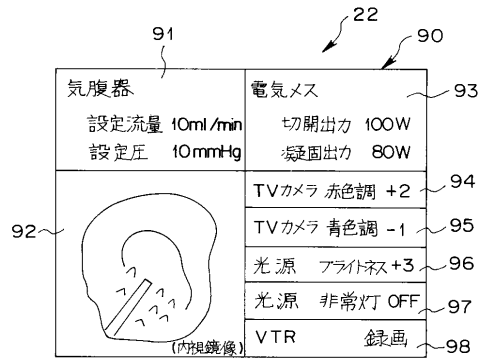 22
90
91
気腹器
設定流量 10ml/min
設定圧 10mmHg
電気メス
切開出力 100W
凝固出力 80W
93
92
(内視鏡像)
TVカメラ 赤色調 +2
94
TVカメラ 青色調 -1
95
光源 ブライトネス +3
96
光源 非常灯 OFF
97
VTR 録画
98